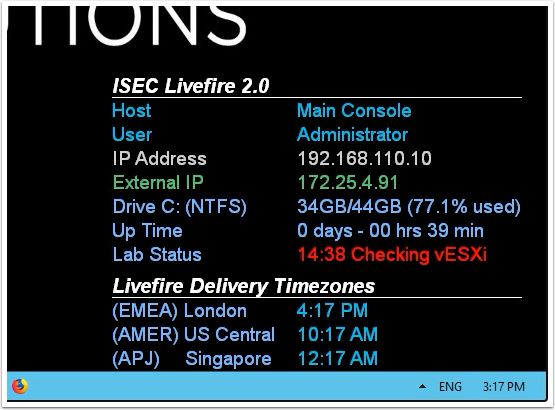 ISEC Livefire 2.0
Host Main Console
User Administrator
IP Address 192.168.110.10
External IP 172.25.4.91
Drive C: (NTFS) 34GB/44GB (77.1% used)
Up Time 0 days - 00 hrs 39 min
Lab Status 14:38 Checking vESXi
Livefire Delivery Timezones
(EMEA) London 4:17 PM
(AMER) US Central 10:17 AM
(APJ) Singapore 12:17 AM
ENG 3:17 PM